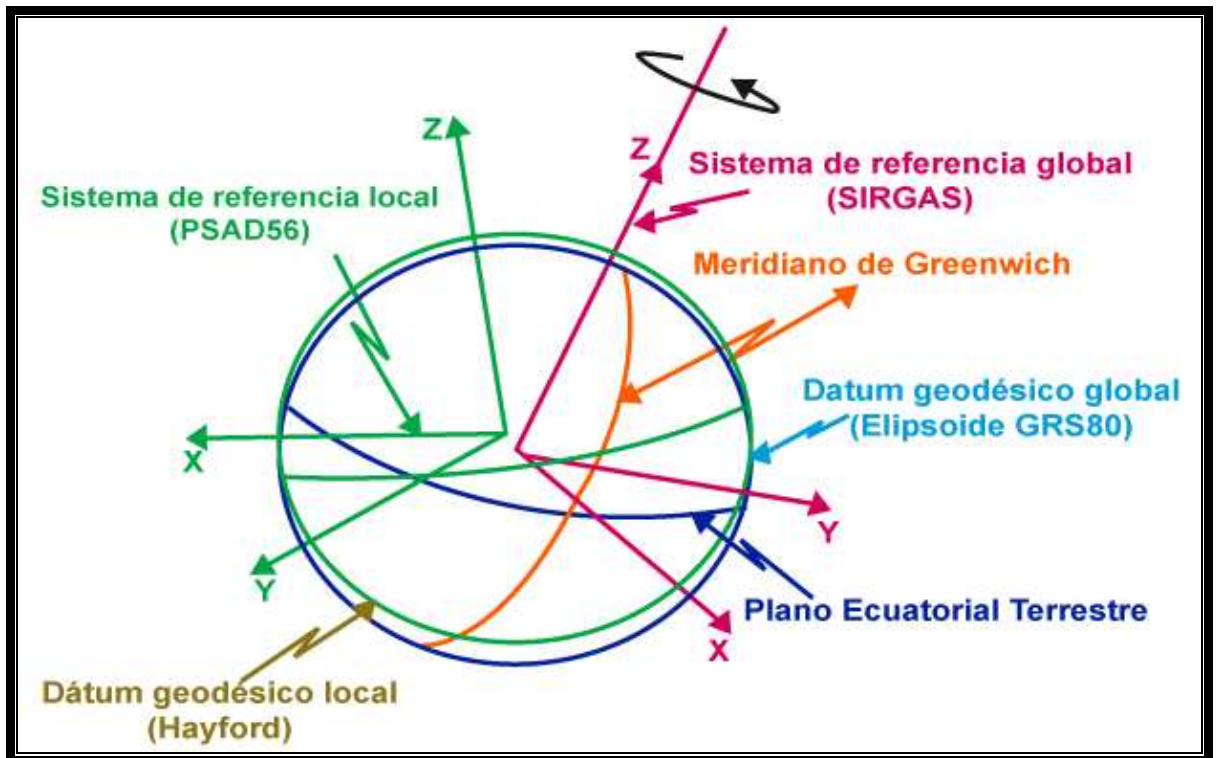 Z
Sistema de referencia local
(PSAD56)
Z
Sistema de referencia global
(SIRGAS)
Meridiano de Greenwich
Datum geodésico global
(Elipsoide GRS80)
X
Y
Y
X
Plano Ecuatorial Terrestre
Dátum geodésico local
(Hayford)